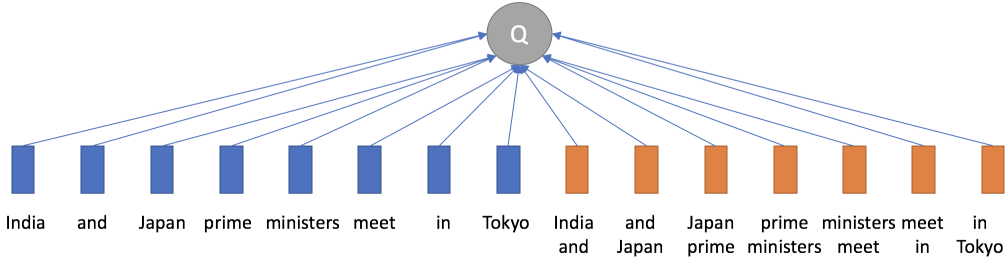 Q
India and Japan prime ministers meet in Tokyo India and Japan prime ministers meet in
and Japan prime ministers meet in Tokyo